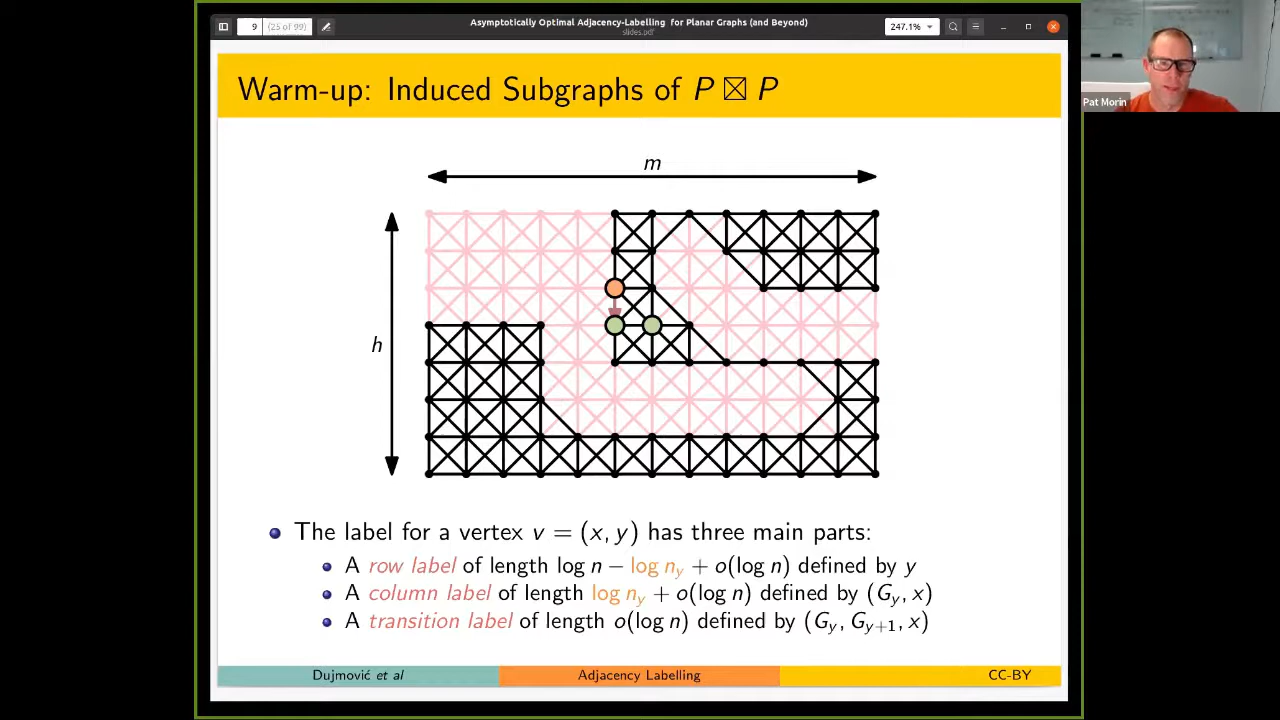 Asymptotically Optimal Adjacency-Labelling for Planar Graphs (and Beyond)
slides.pdf
9 (25 of 99)
247.1%
Pat Morin
Warm-up: Induced Subgraphs of P ⊠ P
m
h
The label for a vertex v = (x, y) has three main parts:
A row label of length log n − log n_y + o(log n) defined by y
A column label of length log n_y + o(log n) defined by (G_y, x)
A transition label of length o(log n) defined by (G_y, G_{y+1}, x)
Dujmović et al
Adjacency Labelling
CC-BY